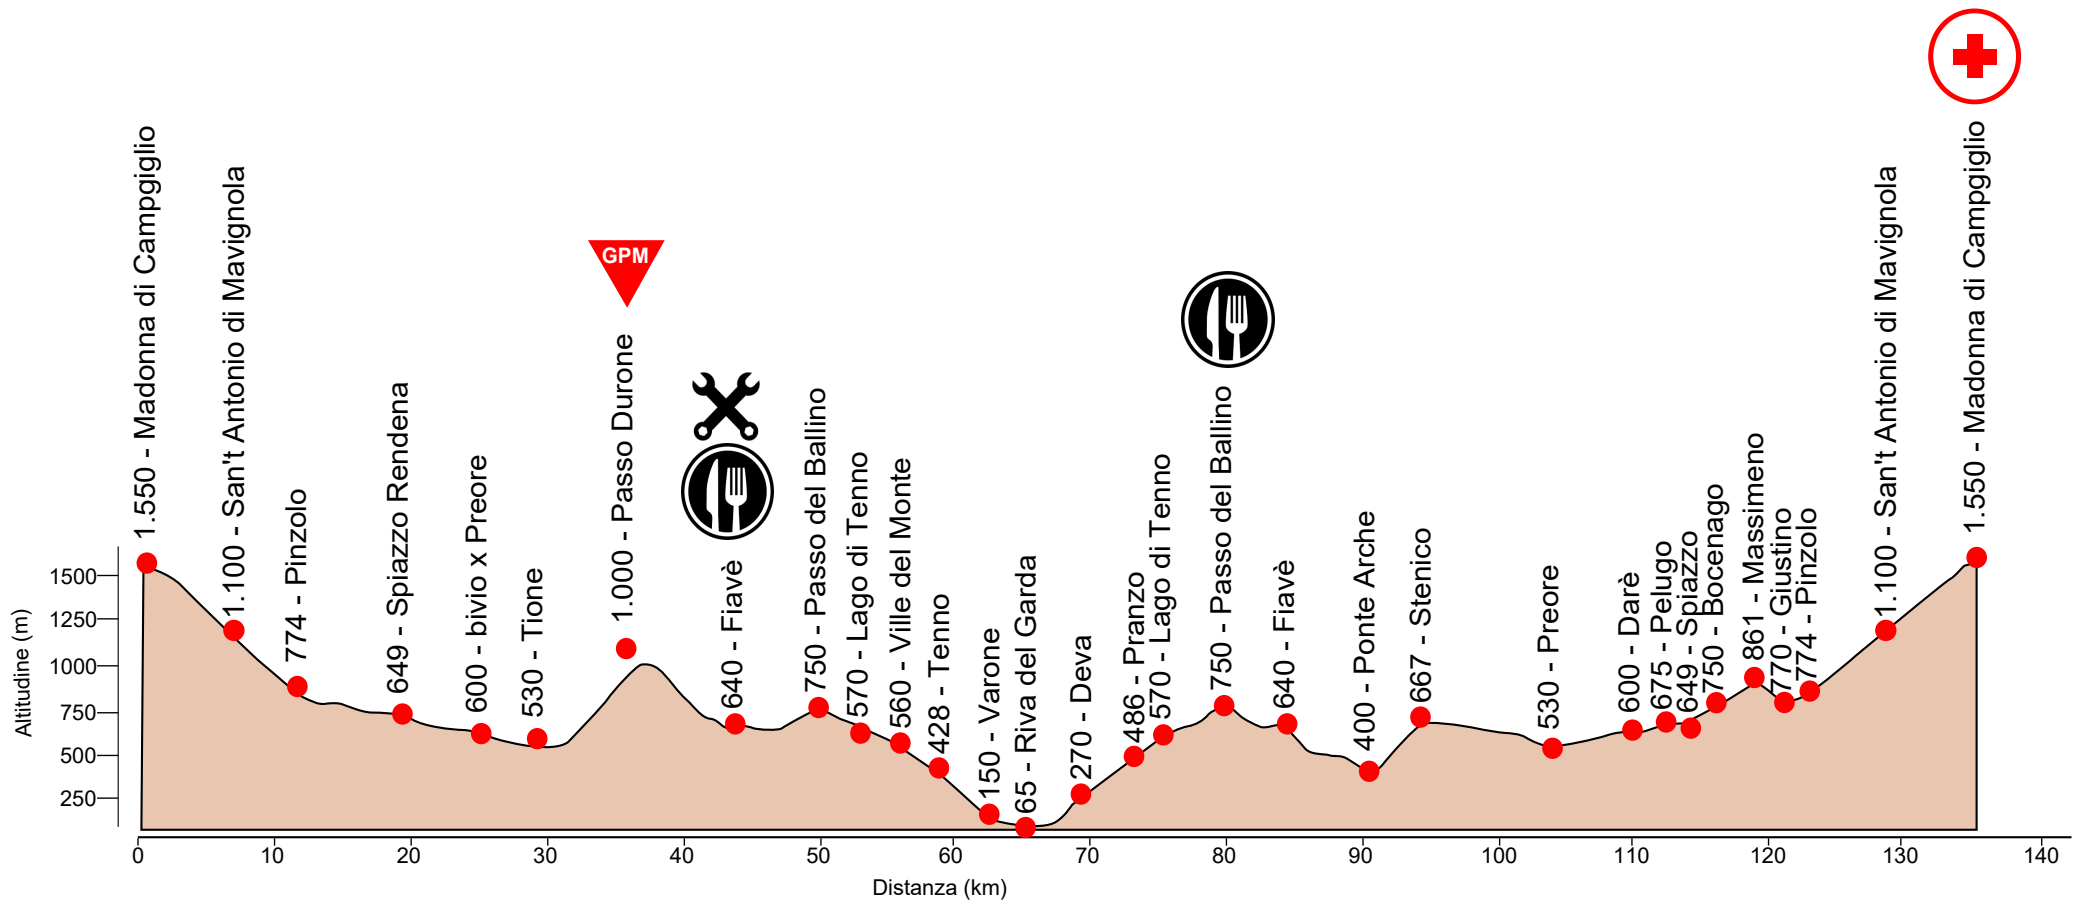 1.550 - Madonna di Campgiglio
1.100 - Sant' Antonio di Mavignola
774 - Pinzolo
649 - Spiazzo Rendena
600 - bivio x Preore
530 - Tione
GPM
1.000 - Passo Durone
640 - Fiavè
750 - Passo del Ballino
570 - Lago di Tenno
560 - Ville del Monte
428 - Tenno
150 - Varone
65 - Riva del Garda
270 - Deva
486 - Pranzo
570 - Lago di Tenno
750 - Passo del Ballino
640 - Fiavè
400 - Ponte Arche
667 - Stenico
530 - Preore
600 - Darè
675 - Pelugo
649 - Spiazzo
750 - Bocenago
861 - Massimeno
770 - Giustino
774 - Pinzolo
1.100 - Sant' Antonio di Mavignola
1.550 - Madonna di Campgiglio
Altitudine (m)
1500
1250
1000
750
500
250
0 10 20 30 40 50 60 70 80 90 100 110 120 130 140
Distanza (km)